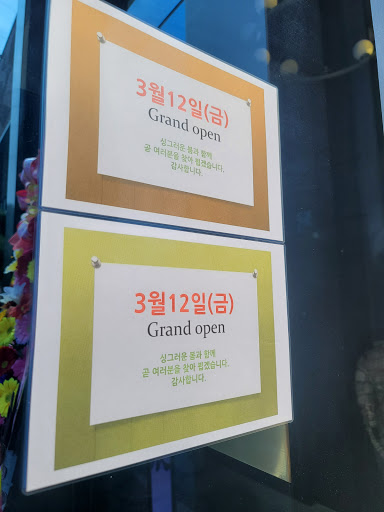 3월12일(금)
Grand open
싱그러운 봄과 함께
곧 여러분을 찾아 뵙겠습니다.
감사합니다.
3월12일(금)
Grand open
싱그러운 봄과 함께
곧 여러분을 찾아 뵙겠습니다.
감사합니다.